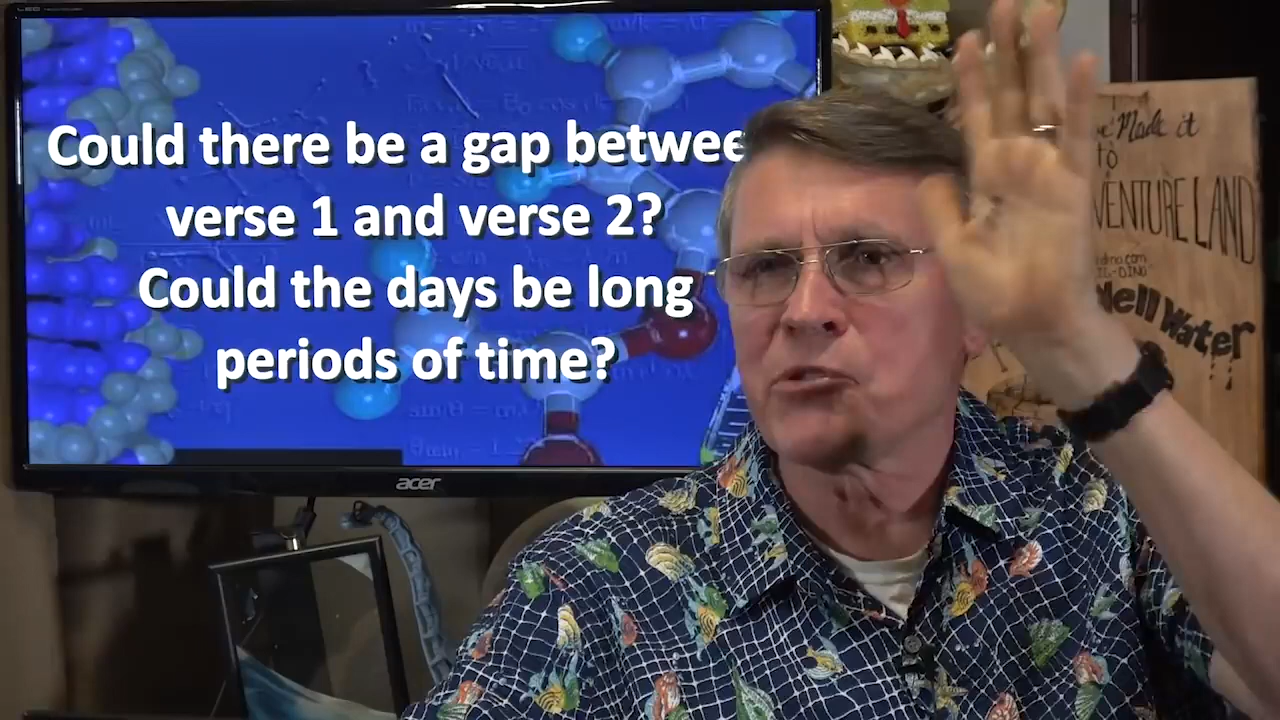 Could there be a gap betwee
verse 1 and verse 2?
Could the days be long
periods of time?
acer
Made it
to
VENTURE LAND
Well Water